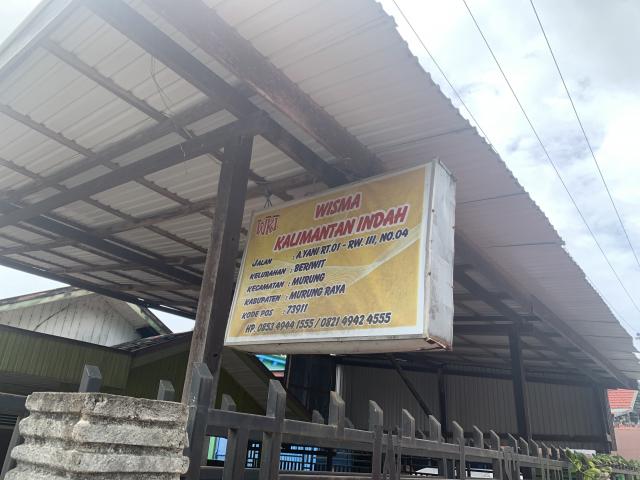 WKI
WISMA
KALIMANTAN INDAH
JALAN : A.YANI RT.01 - RW. III, NO.04
KELURAHAN : BERIWIT
KECAMATAN : MURUNG
KABUPATEN : MURUNG RAYA
KODE POS : 73911
HP. 0853 4944 1555 / 0821 4942 4555